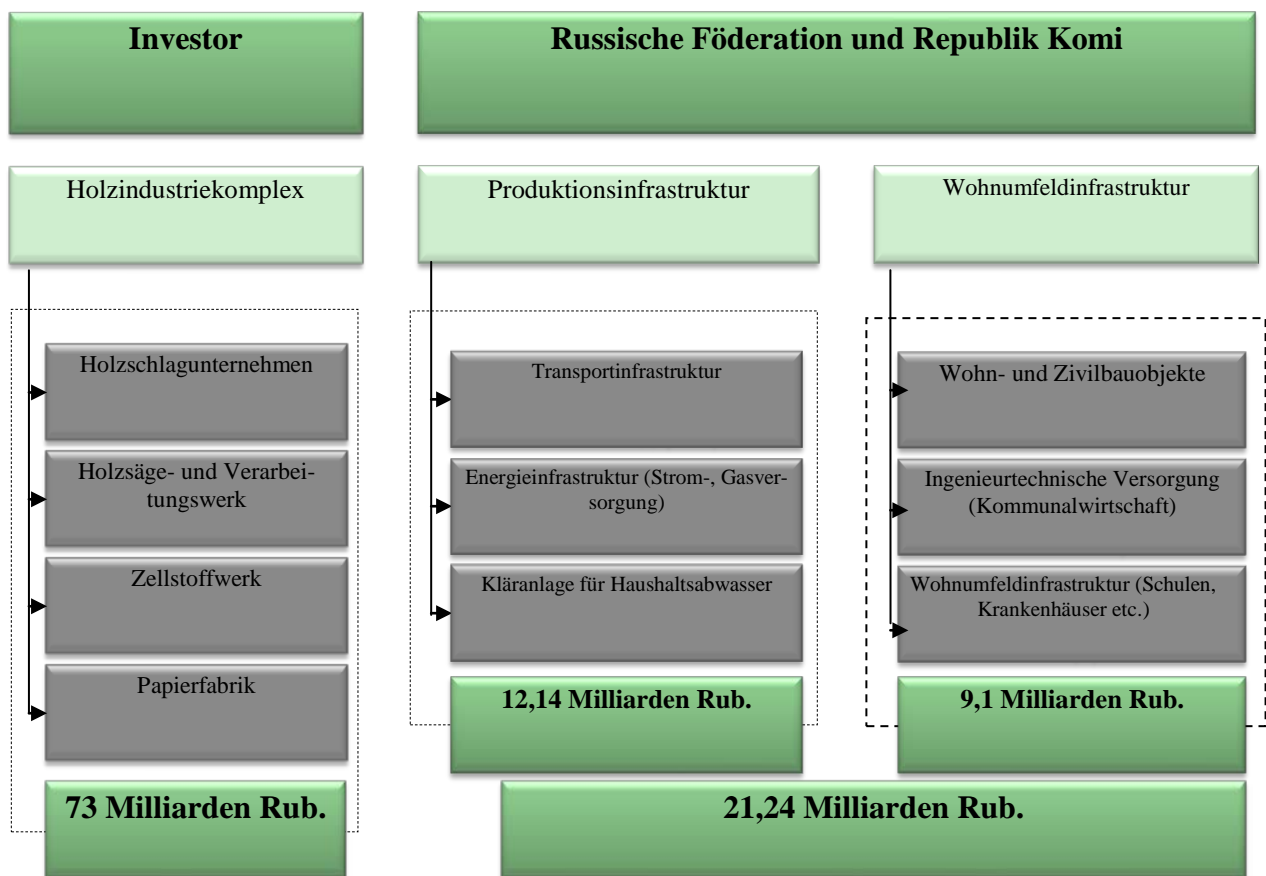 Investor
Russische Föderation und Republik Komi
Holzindustriekomplex
Produktionsinfrastruktur
Wohnumfeldinfrastruktur
Holzschlagunternehmen
Holzsäge- und Verarbei-
tungswerk
Zellstoffwerk
Papierfabrik
73 Milliarden Rub.
Transportinfrastruktur
Energieinfrastruktur (Strom-, Gasver-
sorgung)
Kläranlage für Haushaltsabwasser
12,14 Milliarden Rub.
Wohn- und Zivilbauobjekte
Ingenieurtechnische Versorgung
(Kommunalwirtschaft)
Wohnumfeldinfrastruktur (Schulen,
Krankenhäuser etc.)
9,1 Milliarden Rub.
21,24 Milliarden Rub.